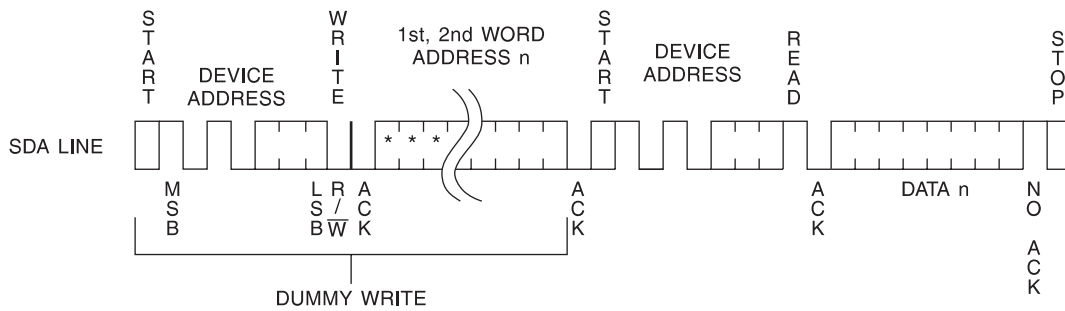 START
WRITE
1st, 2nd WORD
ADDRESS n
START
DEVICE
ADDRESS
READ
STOP
DEVICE
ADDRESS
SDA LINE
* * *
MSB
LSB
R/W
ACK
ACK
ACK
DATA n
NO ACK
DUMMY WRITE